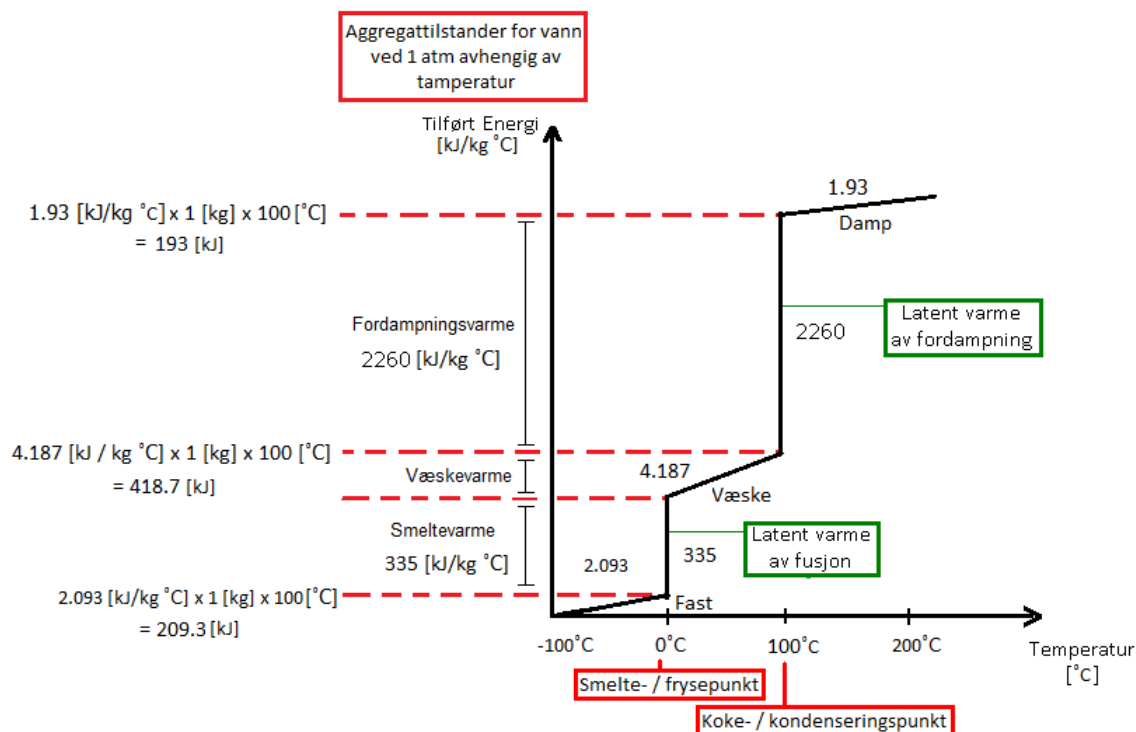 Aggregattilstander for vann
ved 1 atm avhengig av
tamperatur
Tilført Energi
[kJ/kg °C]
1.93
Damp
1.93 [kJ/kg °C] x 1 [kg] x 100 [°C]
= 193 [kJ]
Fordampningsvarme
2260 [kJ/kg °C]
2260
Latent varme
av fordampning
4.187 [kJ / kg °C] x 1 [kg] x 100 [°C]
= 418.7 [kJ]
Væskevarme
4.187
Væske
Smeltevarme
335 [kJ/kg °C]
2.093
335
Latent varme
av fusjon
2.093 [kJ/kg °C] x 1 [kg] x 100 [°C]
= 209.3 [kJ]
Fast
-100°C
0°C
100°C
200°C
Temperatur
[°C]
Smelte- / frysepunkt
Koke- / kondenseringspunkt